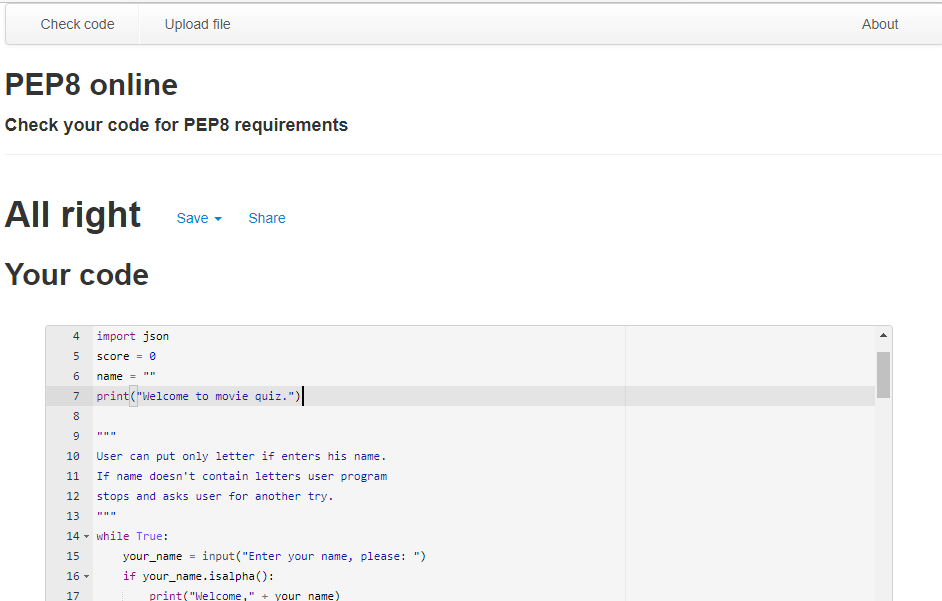 Check code Upload file About
PEP8 online
Check your code for PEP8 requirements
All right Save Share
Your code
4 import json
5 score = 0
6 name = ""
7 print("Welcome to movie quiz.")
8
9 """
10 User can put only letter if enters his name.
11 If name doesn't contain letters user program
12 stops and asks user for another try.
13 """
14 while True:
15 your_name = input("Enter your name, please: ")
16 if your_name.isalpha():
17 print("Welcome," + your_name)